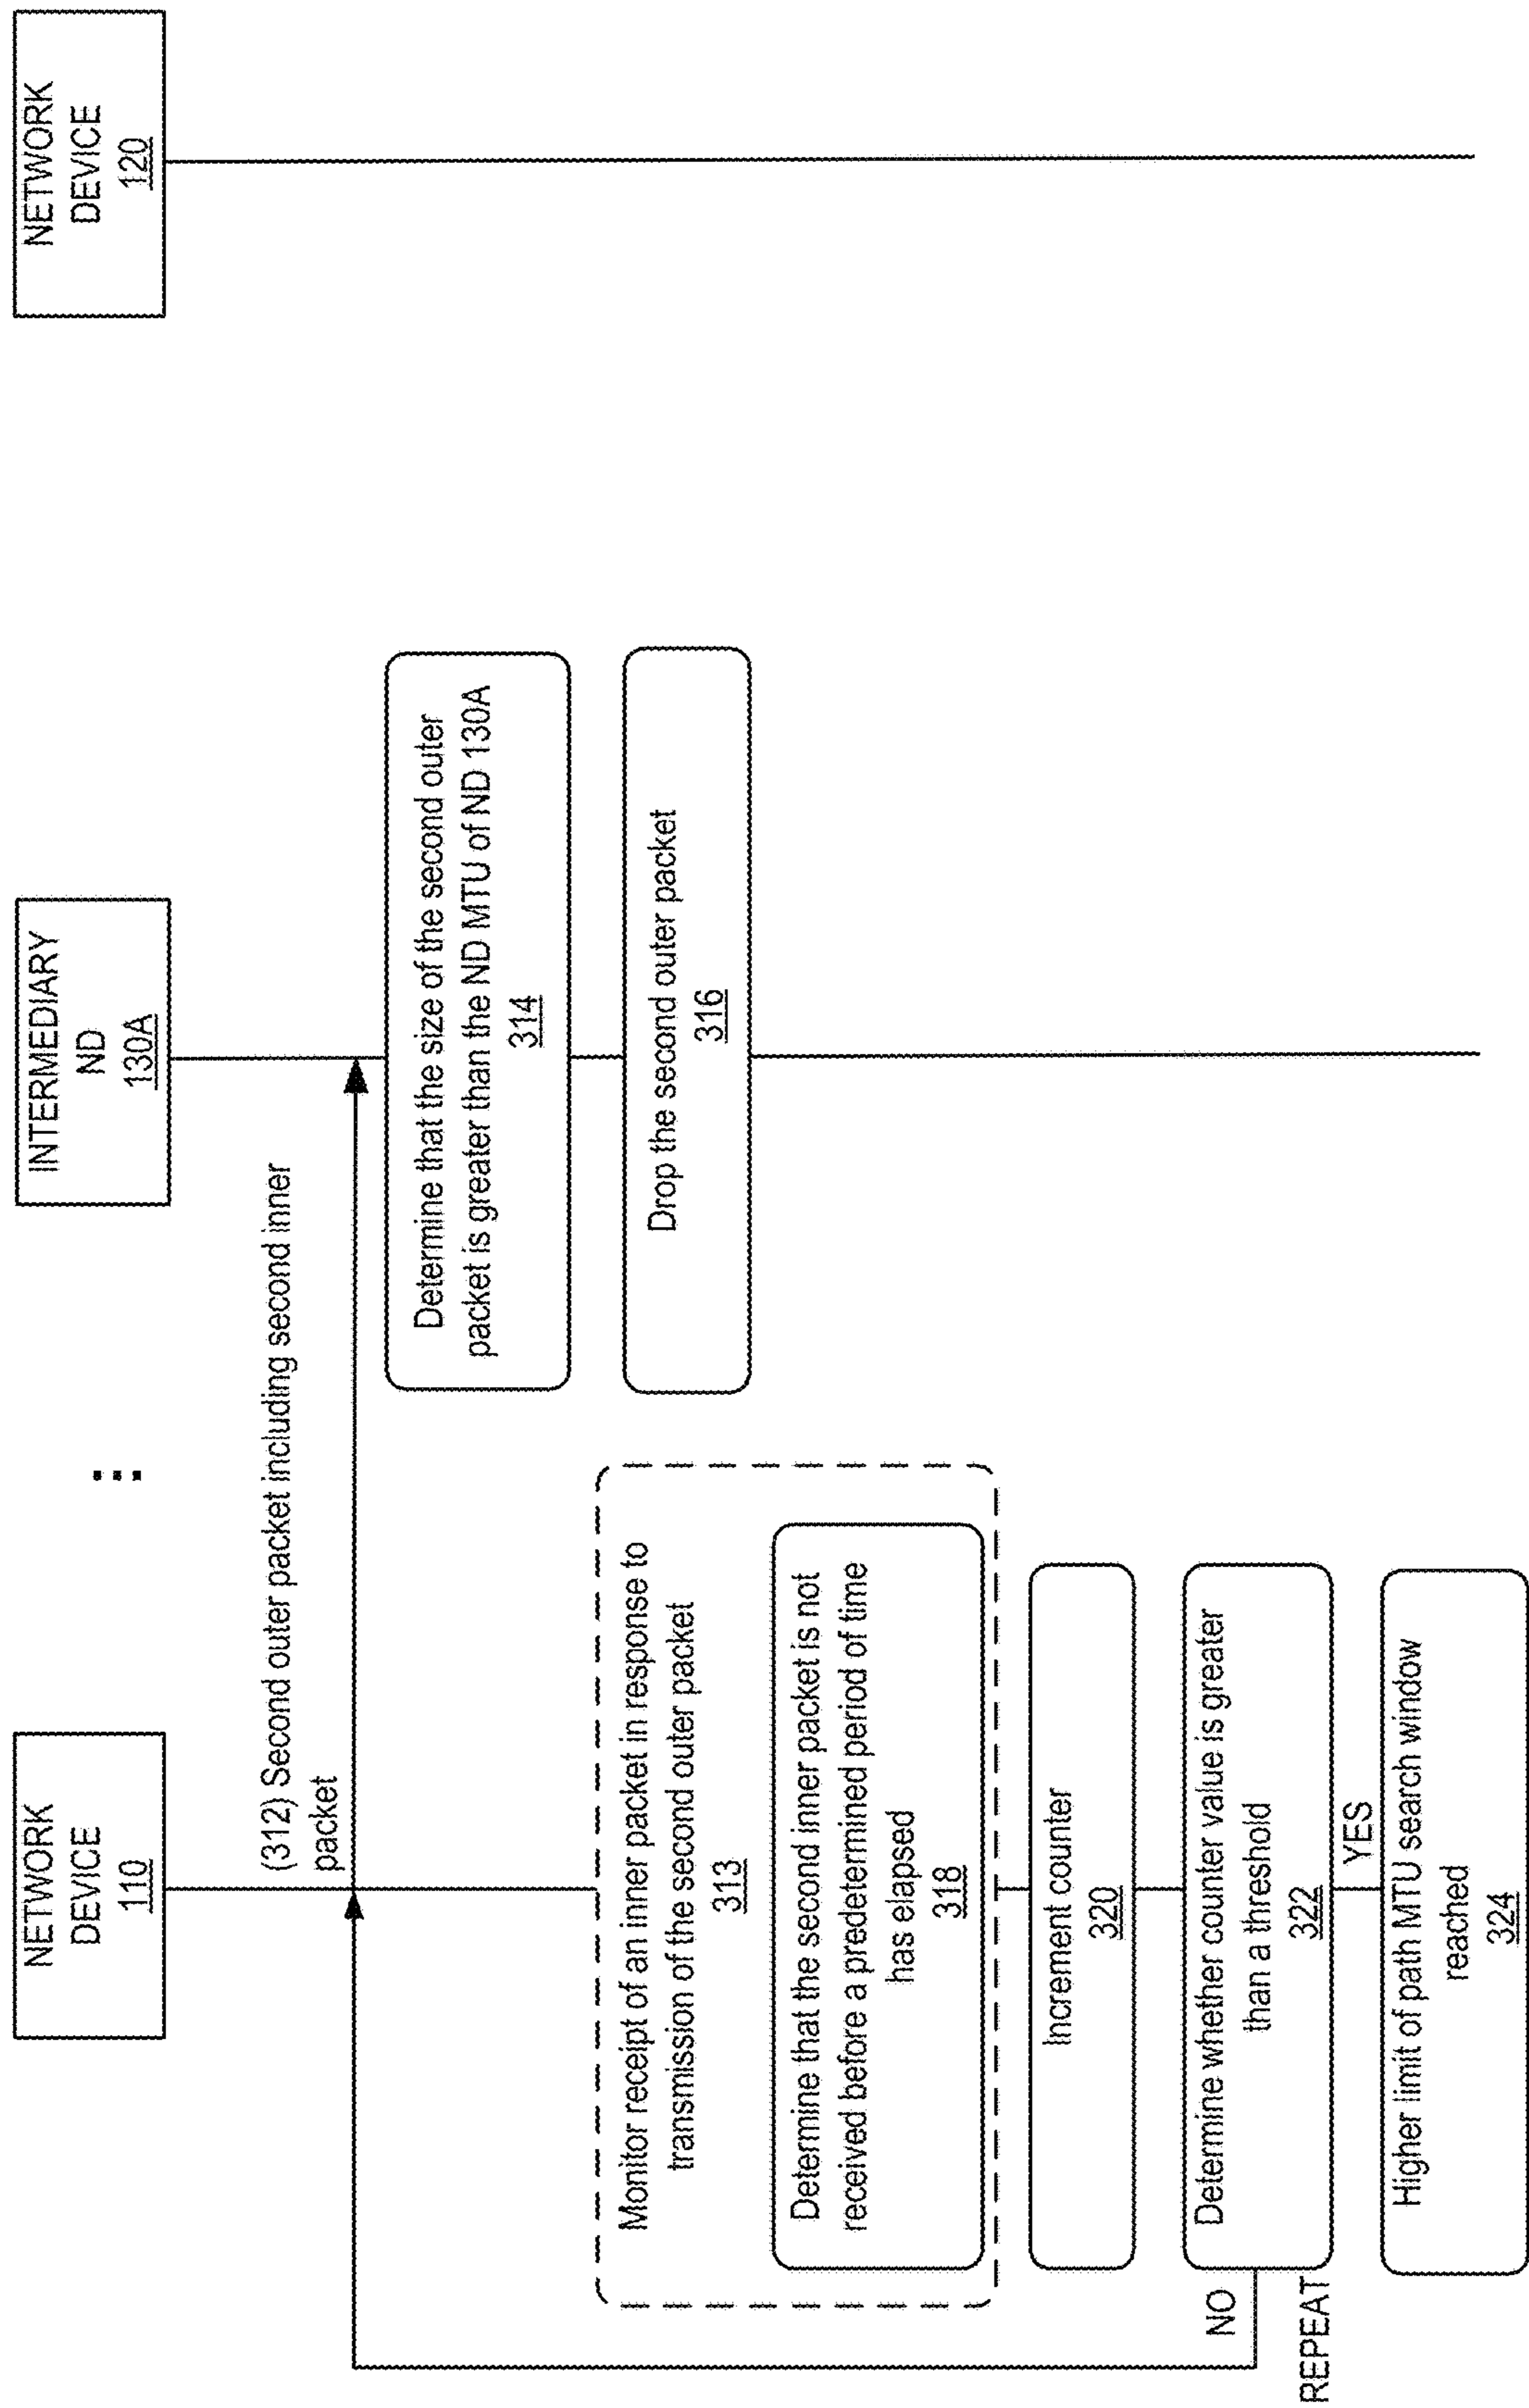 NETWORK
DEVICE
110
...
INTERMEDIARY
ND
130A
NETWORK
DEVICE
120
(312) Second outer packet including second inner
packet
Determine that the size of the second outer
packet is greater than the ND MTU of ND 130A
314
Drop the second outer packet
316
Monitor receipt of an inner packet in response to
transmission of the second outer packet
313
Determine that the second inner packet is not
received before a predetermined period of time
has elapsed
318
Increment counter
320
Determine whether counter value is greater
than a threshold
322
NO
REPEAT
YES
Higher limit of path MTU search window
reached
324